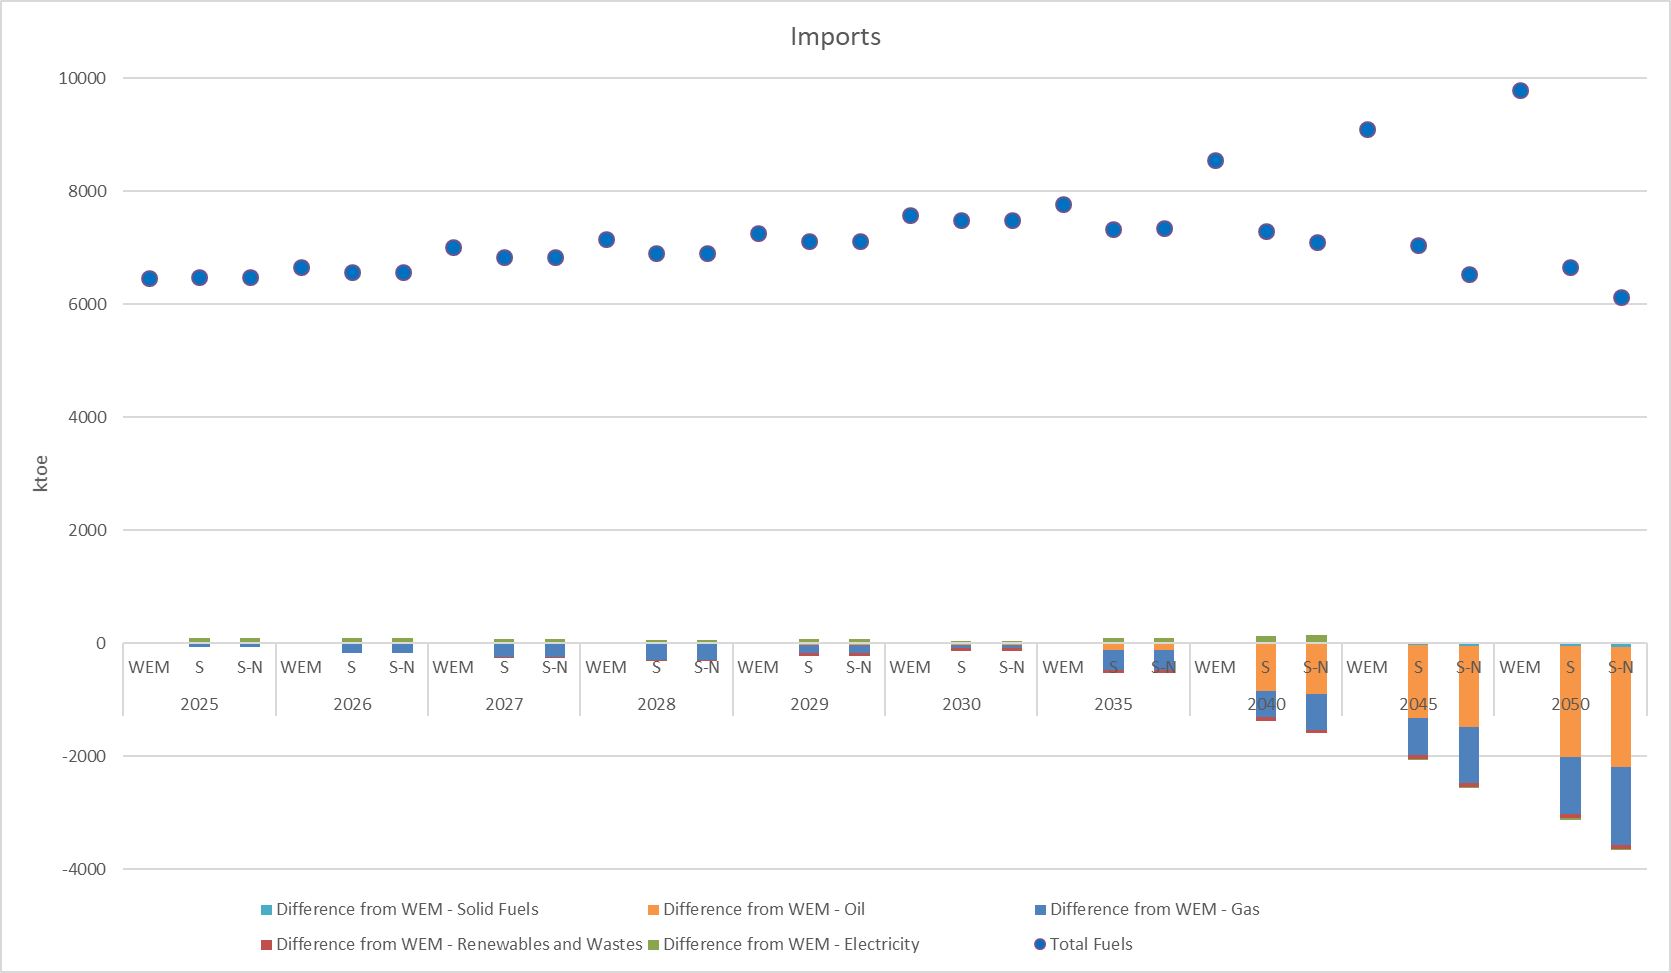 Imports
10000
8000
6000
4000
2000
0
-2000
-4000
ktoe
WEM S S-N WEM S S-N WEM S S-N WEM S S-N WEM S S-N WEM S S-N WEM S S-N WEM S S-N WEM S S-N WEM S S-N
2025 2026 2027 2028 2029 2030 2035 2040 2045 2050
Difference from WEM - Solid Fuels Difference from WEM - Oil Difference from WEM - Gas
Difference from WEM - Renewables and Wastes Difference from WEM - Electricity Total Fuels